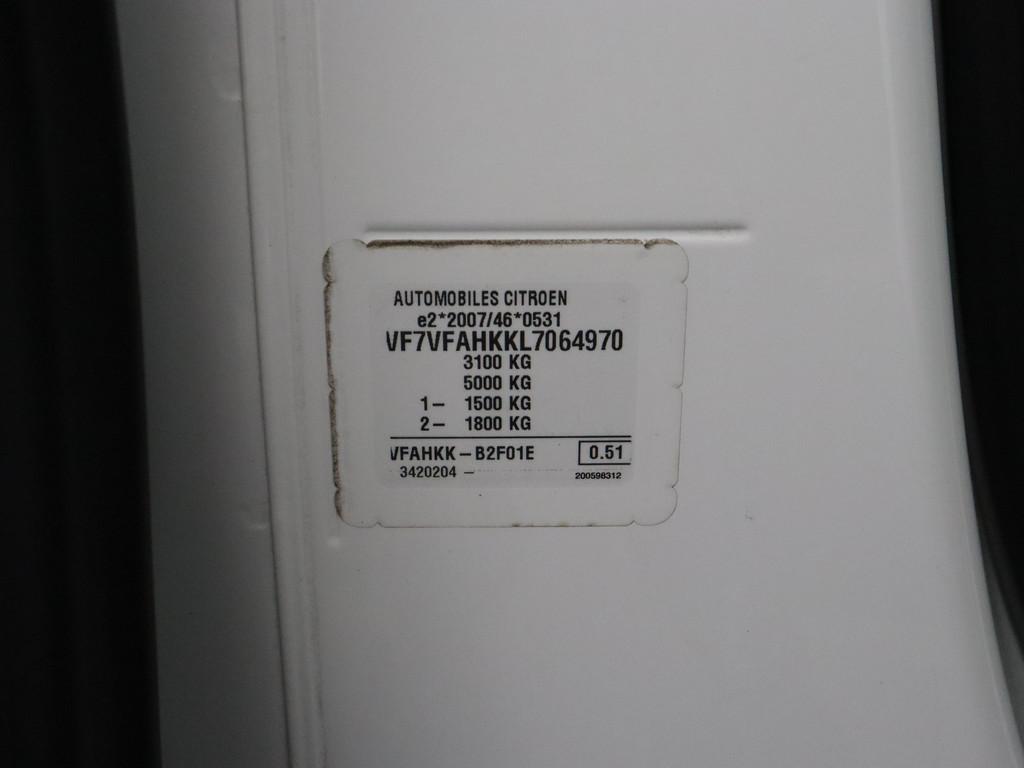 AUTOMOBILES CITROEN
e2*2007/46*0531
VF7VFAHKKL7064970
3100 KG
5000 KG
1– 1500 KG
2– 1800 KG
VFAHKK – B2F01E 0.51
3420204 – 200598312